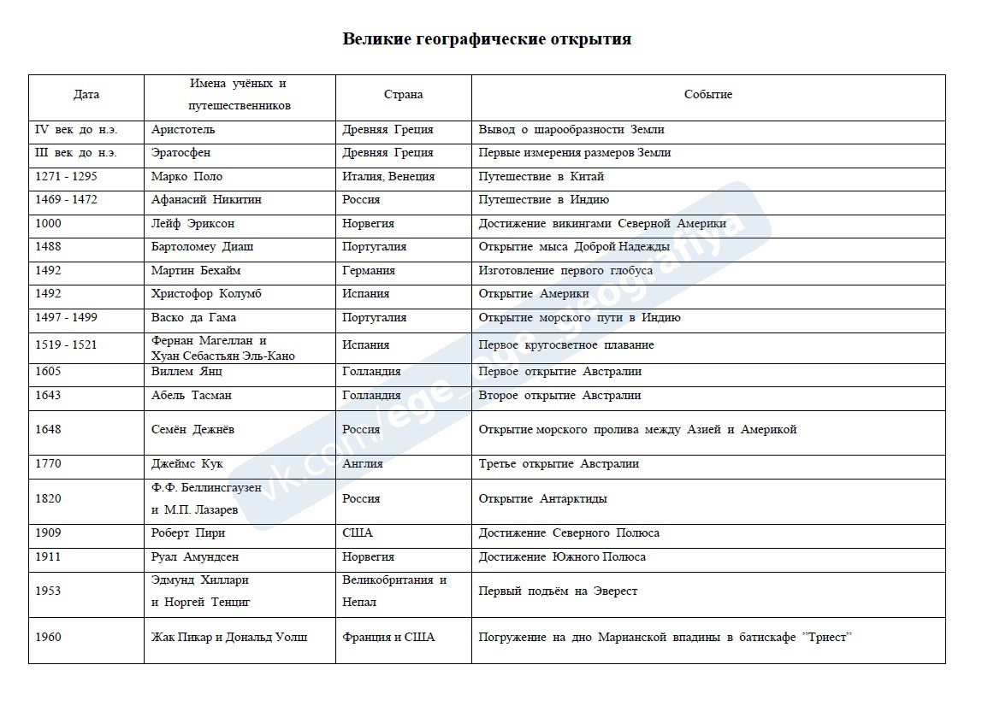 Великие географические открытия
Дата
Имена учёных и
путешественников
Страна
Событие
IV век до н.э. Аристотель Древняя Греция Вывод о шарообразности Земли
III век до н.э. Эратосфен Древняя Греция Первые измерения размеров Земли
1271 - 1295 Марко Поло Италия, Венеция Путешествие в Китай
1469 - 1472 Афанасий Никитин Россия Путешествие в Индию
1000 Лейф Эриксон Норвегия Достижение викингами Северной Америки
1488 Бартоломеу Диаш Португалия Открытие мыса Доброй Надежды
1492 Мартин Бехайм Германия Изготовление первого глобуса
1492 Христофор Колумб Испания Открытие Америки
1497 - 1499 Васко да Гама Португалия Открытие морского пути в Индию
1519 - 1521
Фернан Магеллан и
Хуан Себастьян Эль-Кано
Испания
Первое кругосветное плавание
1605 Виллем Янц Голландия Первое открытие Австралии
1643 Абель Тасман Голландия Второе открытие Австралии
1648 Семён Дежнёв Россия Открытие морского пролива между Азией и Америкой
1770 Джеймс Кук Англия Третье открытие Австралии
1820
Ф.Ф. Беллинсгаузен
и М.П. Лазарев
Россия
Открытие Антарктиды
1909 Роберт Пири США Достижение Северного Полюса
1911 Руал Амундсен Норвегия Достижение Южного Полюса
1953
Эдмунд Хиллари
и Норгей Тенциг
Великобритания и
Непал
Первый подъём на Эверест
1960 Жак Пикар и Дональд Уолш Франция и США Погружение на дно Марианской впадины в батискафе ”Триест”
vk.com/ege_oge_geografiya